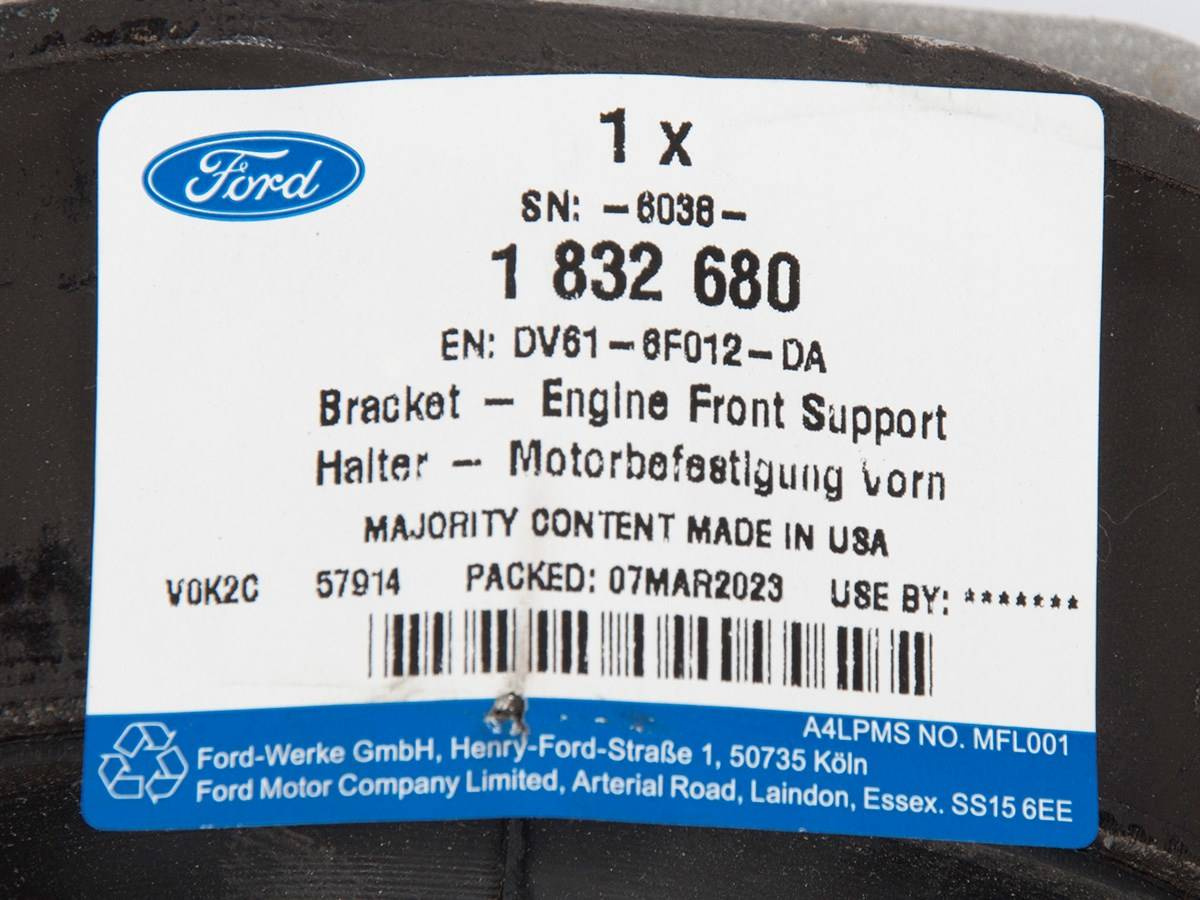 Ford
1 x
SN: -6038-
1 832 680
EN: DV61-6F012-DA
Bracket - Engine Front Support
Halter - Motorbefestigung vorn
MAJORITY CONTENT MADE IN USA
V0K2C 57914 PACKED: 07MAR2023 USE BY: *******
A4LPMS NO. MFL001
Ford-Werke GmbH, Henry-Ford-Straße 1, 50735 Köln
Ford Motor Company Limited, Arterial Road, Laindon, Essex. SS15 6EE